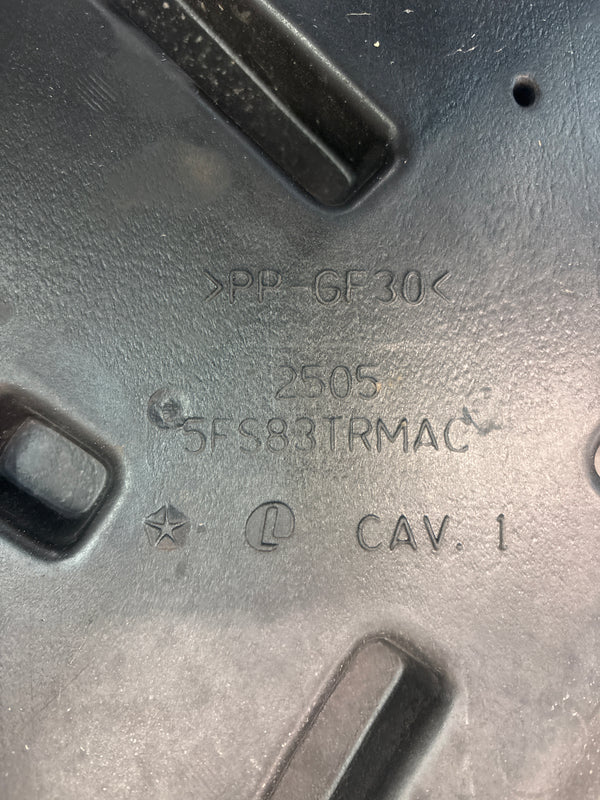 >PP-GF30<
2505
5FS83TRMAC
L CAV. 1